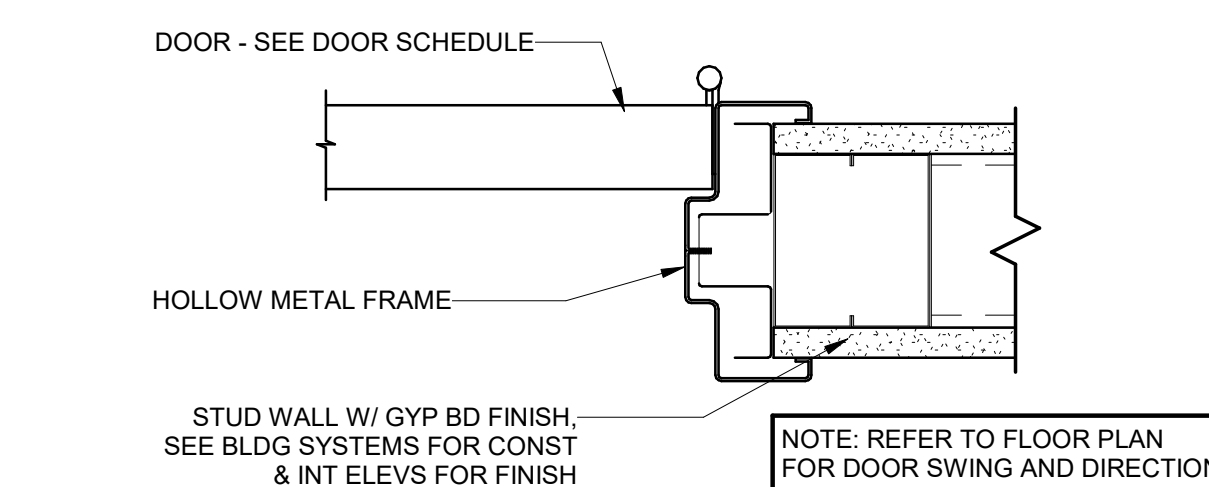 DOOR - SEE DOOR SCHEDULE
HOLLOW METAL FRAME
STUD WALL W/ GYP BD FINISH,
SEE BLDG SYSTEMS FOR CONST
& INT ELEVS FOR FINISH
NOTE: REFER TO FLOOR PLAN
FOR DOOR SWING AND DIRECTION